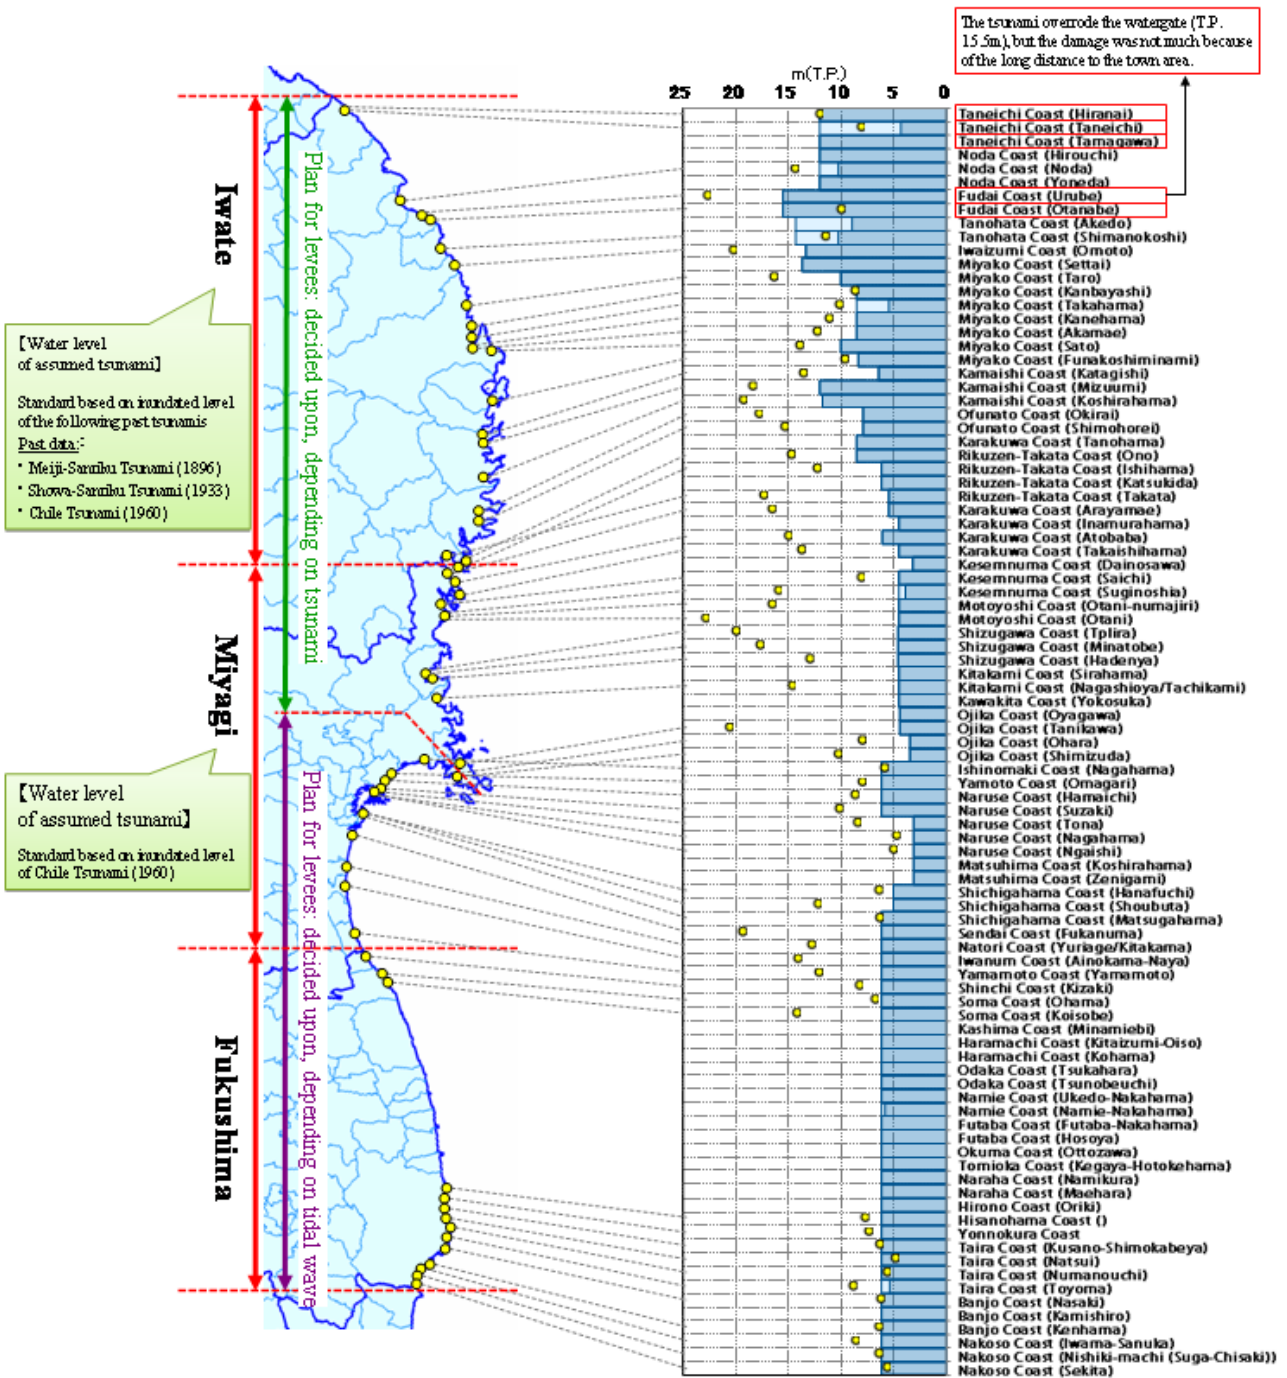 The tsunami overrode the watergate (T.P.
15.5m), but the damage was not much because
of the long distance to the town area.
m(T.P.)
25 20 15 10 5 0
Iwate
Miyagi
Fukushima
Plan for levees: decided upon, depending on tsunami
Plan for levees: decided upon, depending on tidal wave
【Water level
of assumed tsunami】
Standard based on inundated level
of the following past tsunamis
Past data:
・Meiji-Sanriku Tsunami (1896)
・Showa-Sanriku Tsunami (1933)
・Chile Tsunami (1960)
【Water level
of assumed tsunami】
Standard based on inundated level
of Chile Tsunami (1960)
Taneichi Coast (Hiranai)
Taneichi Coast (Taneichi)
Taneichi Coast (Tamagawa)
Noda Coast (Hirouchi)
Noda Coast (Noda)
Noda Coast (Yoneda)
Fudai Coast (Urube)
Fudai Coast (Otanabe)
Tanohata Coast (Akedo)
Tanohata Coast (Shimanokoshi)
Iwaizumi Coast (Omoto)
Miyako Coast (Settai)
Miyako Coast (Taro)
Miyako Coast (Kanbayashi)
Miyako Coast (Takahama)
Miyako Coast (Kanehama)
Miyako Coast (Akamae)
Miyako Coast (Sato)
Miyako Coast (Funakoshiminami)
Kamaishi Coast (Katagishi)
Kamaishi Coast (Mizuumi)
Kamaishi Coast (Koshirahama)
Ofunato Coast (Okirai)
Ofunato Coast (Shimohorei)
Karakuwa Coast (Tanohama)
Rikuzen-Takata Coast (Ono)
Rikuzen-Takata Coast (Ishihama)
Rikuzen-Takata Coast (Katsukida)
Rikuzen-Takata Coast (Takata)
Karakuwa Coast (Arayamae)
Karakuwa Coast (Inamurahama)
Karakuwa Coast (Atobaba)
Karakuwa Coast (Takaishihama)
Kesemnuma Coast (Dainosawa)
Kesemnuma Coast (Saichi)
Kesemnuma Coast (Suginoshia)
Motoyoshi Coast (Otani-numajiri)
Motoyoshi Coast (Otani)
Shizugawa Coast (Tplira)
Shizugawa Coast (Minatobe)
Shizugawa Coast (Hadenya)
Kitakami Coast (Sirahama)
Kitakami Coast (Nagashioya/Tachikami)
Kawakita Coast (Yokosuka)
Ojika Coast (Oyagawa)
Ojika Coast (Tanikawa)
Ojika Coast (Ohara)
Ojika Coast (Shimizuda)
Ishinomaki Coast (Nagahama)
Yamoto Coast (Omagari)
Naruse Coast (Hamaichi)
Naruse Coast (Suzaki)
Naruse Coast (Tona)
Naruse Coast (Nagahama)
Naruse Coast (Ngaishi)
Matsuhima Coast (Koshirahama)
Matsuhima Coast (Zenigami)
Shichigahama Coast (Hanafuchi)
Shichigahama Coast (Shoubuta)
Shichigahama Coast (Matsugahama)
Sendai Coast (Fukanuma)
Natori Coast (Yuriage/Kitakama)
Iwanum Coast (Ainokama-Naya)
Yamamoto Coast (Yamamoto)
Shinchi Coast (Kizaki)
Soma Coast (Ohama)
Soma Coast (Koisobe)
Kashima Coast (Minamiebi)
Haramachi Coast (Kitaizumi-Oiso)
Haramachi Coast (Kohama)
Odaka Coast (Tsukahara)
Odaka Coast (Tsunobeuchi)
Namie Coast (Ukedo-Nakahama)
Namie Coast (Namie-Nakahama)
Futaba Coast (Futaba-Nakahama)
Futaba Coast (Hosoya)
Okuma Coast (Ottozawa)
Tomioka Coast (Kegaya-Hotokehama)
Naraha Coast (Namikura)
Naraha Coast (Maehara)
Hirono Coast (Oriki)
Hisanohama Coast ()
Yonnokura Coast
Taira Coast (Kusano-Shimokabeya)
Taira Coast (Natsui)
Taira Coast (Numanouchi)
Taira Coast (Toyoma)
Banjo Coast (Nasaki)
Banjo Coast (Kamishiro)
Banjo Coast (Kenhama)
Nakoso Coast (Iwama-Sanuka)
Nakoso Coast (Nishiki-machi (Suga-Chisaki))
Nakoso Coast (Sekita)